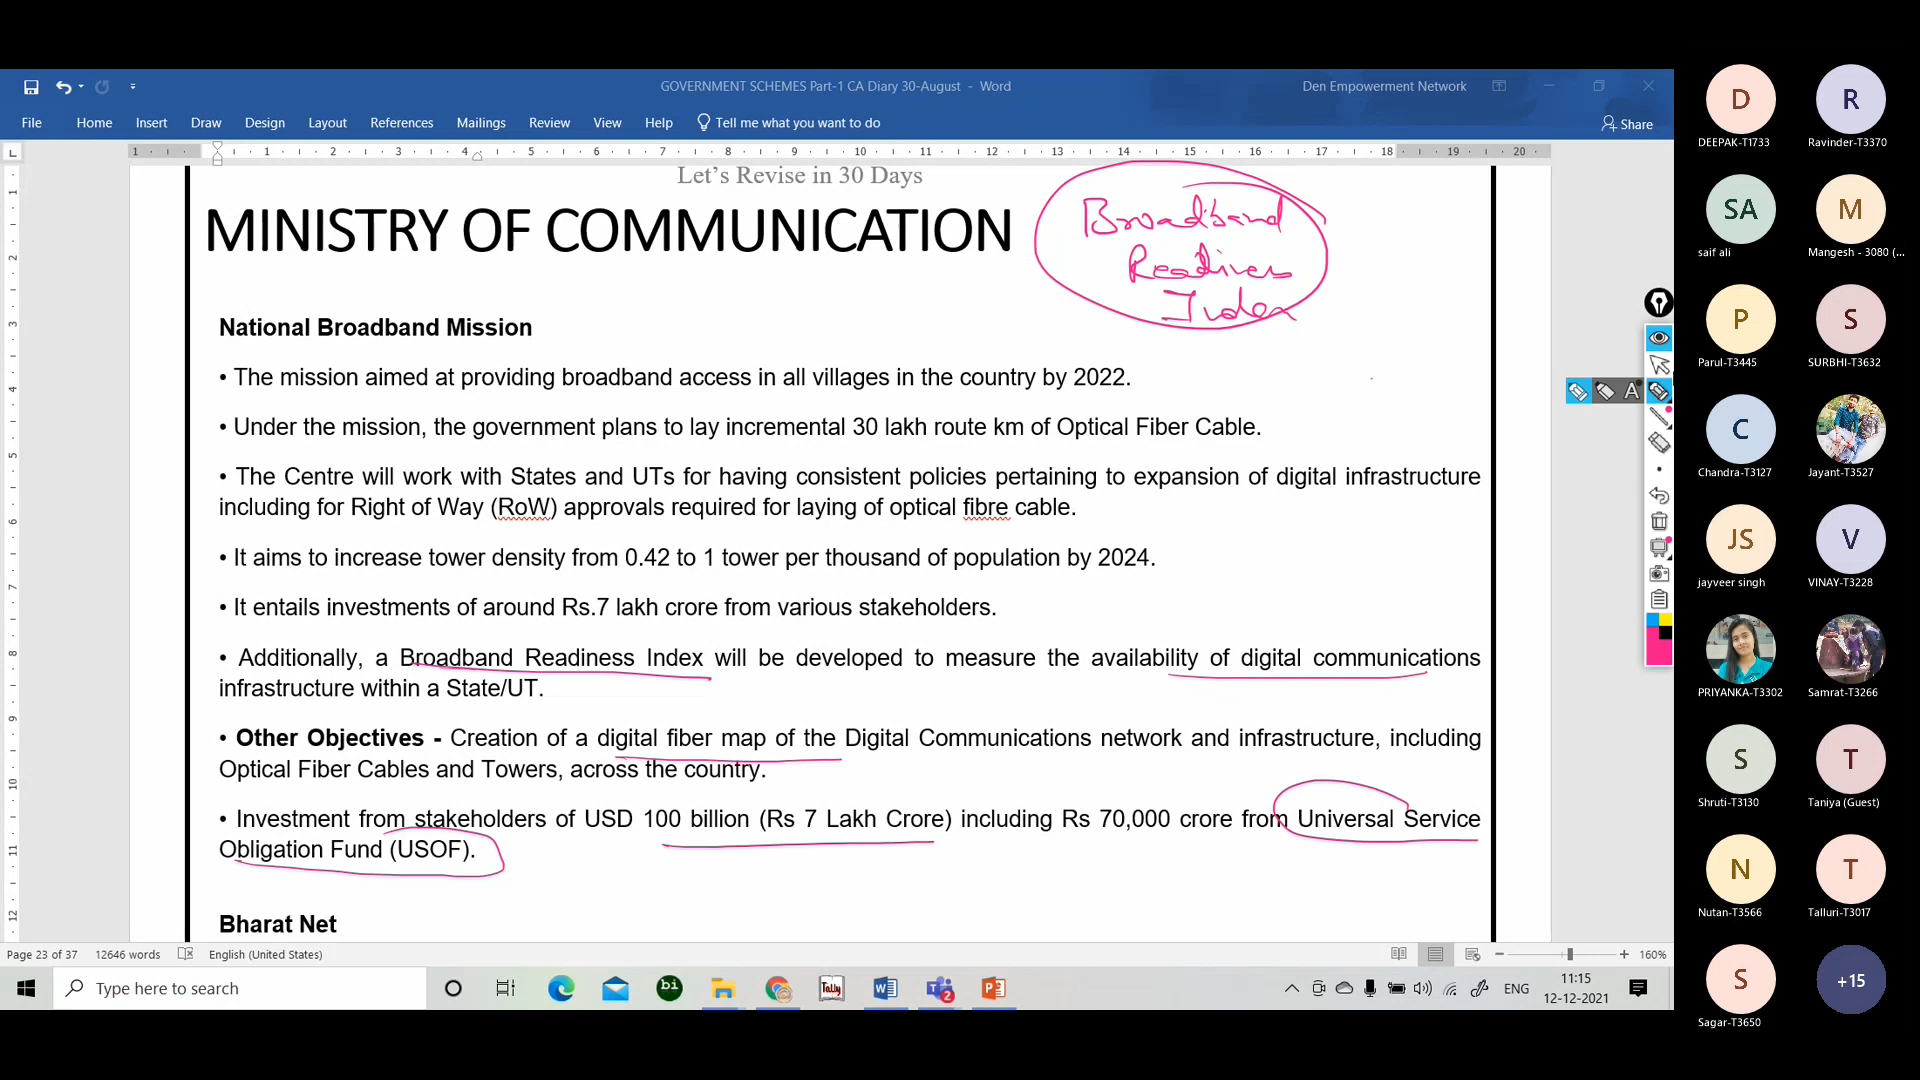 GOVERNMENT SCHEMES Part-1 CA Diary 30-August - Word
Den Empowerment Network
File Home Insert Draw Design Layout References Mailings Review View Help Tell me what you want to do
Share
Let's Revise in 30 Days
MINISTRY OF COMMUNICATION
Broadband
Readiness
Index
National Broadband Mission
• The mission aimed at providing broadband access in all villages in the country by 2022.
• Under the mission, the government plans to lay incremental 30 lakh route km of Optical Fiber Cable.
• The Centre will work with States and UTs for having consistent policies pertaining to expansion of digital infrastructure
including for Right of Way (RoW) approvals required for laying of optical fibre cable.
• It aims to increase tower density from 0.42 to 1 tower per thousand of population by 2024.
• It entails investments of around Rs.7 lakh crore from various stakeholders.
• Additionally, a Broadband Readiness Index will be developed to measure the availability of digital communications
infrastructure within a State/UT.
• Other Objectives - Creation of a digital fiber map of the Digital Communications network and infrastructure, including
Optical Fiber Cables and Towers, across the country.
• Investment from stakeholders of USD 100 billion (Rs 7 Lakh Crore) including Rs 70,000 crore from Universal Service
Obligation Fund (USOF).
Bharat Net
Page 23 of 37 12646 words English (United States)
160%
Type here to search
bi
Tally
2
ENG
11:15
12-12-2021
D R
DEEPAK-T1733 Ravinder-T3370
SA M
saif ali Mangesh - 3080 (...
P S
Parul-T3445 SURBHI-T3632
C
Chandra-T3127 Jayant-T3527
JS V
jayveer singh VINAY-T3228
PRIYANKA-T3302 Samrat-T3266
S T
Shruti-T3130 Taniya (Guest)
N T
Nutan-T3566 Talluri-T3017
S +15
Sagar-T3650